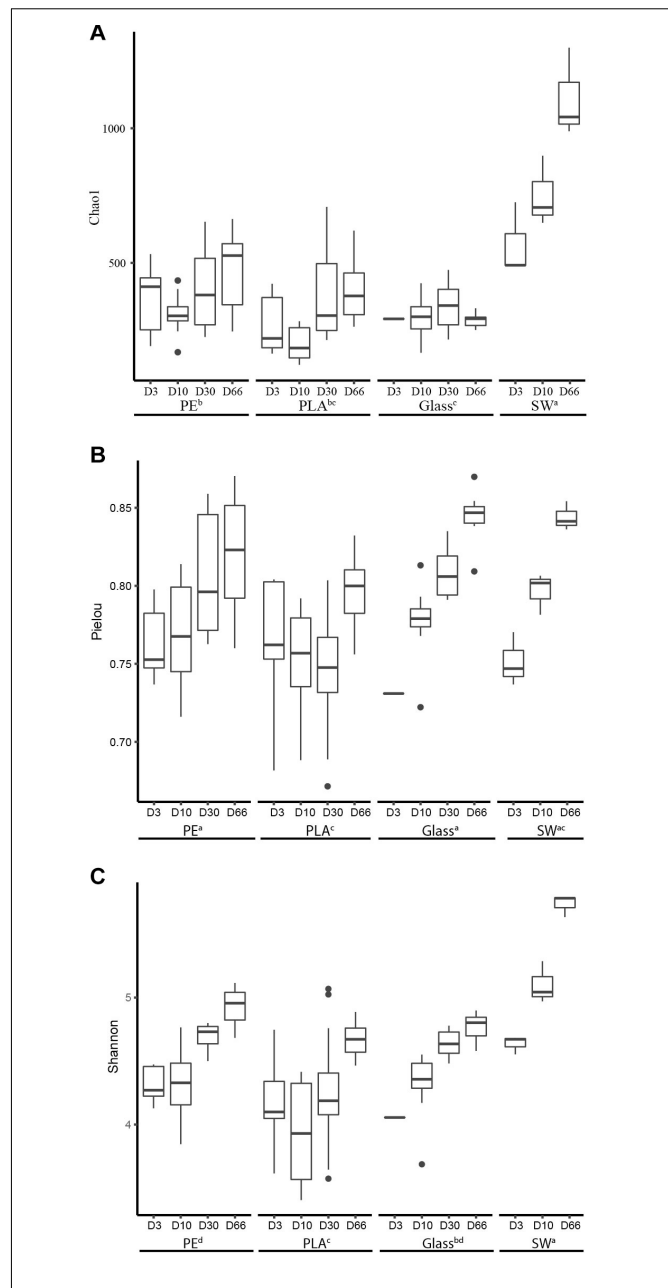 A
Chao1
1000
500
D3 D10 D30 D66 D3 D10 D30 D66 D3 D10 D30 D66 D3 D10 D66
PEᵇ PLAᵇᶜ Glassᶜ SWᵃ
B
Pielou
0.85
0.80
0.75
0.70
D3 D10 D30 D66 D3 D10 D30 D66 D3 D10 D30 D66 D3 D10 D66
PEᵃ PLAᶜ Glassᵃ SWᵃᶜ
C
Shannon
5
4
D3 D10 D30 D66 D3 D10 D30 D66 D3 D10 D30 D66 D3 D10 D66
PEᵈ PLAᶜ Glassᵇᵈ SWᵃ